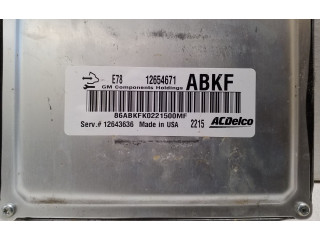 E78 12654671 ABKF
GM Components Holdings
86ABKFK0221500MF
Serv.# 12643636 Made in USA 2215 ACDelco